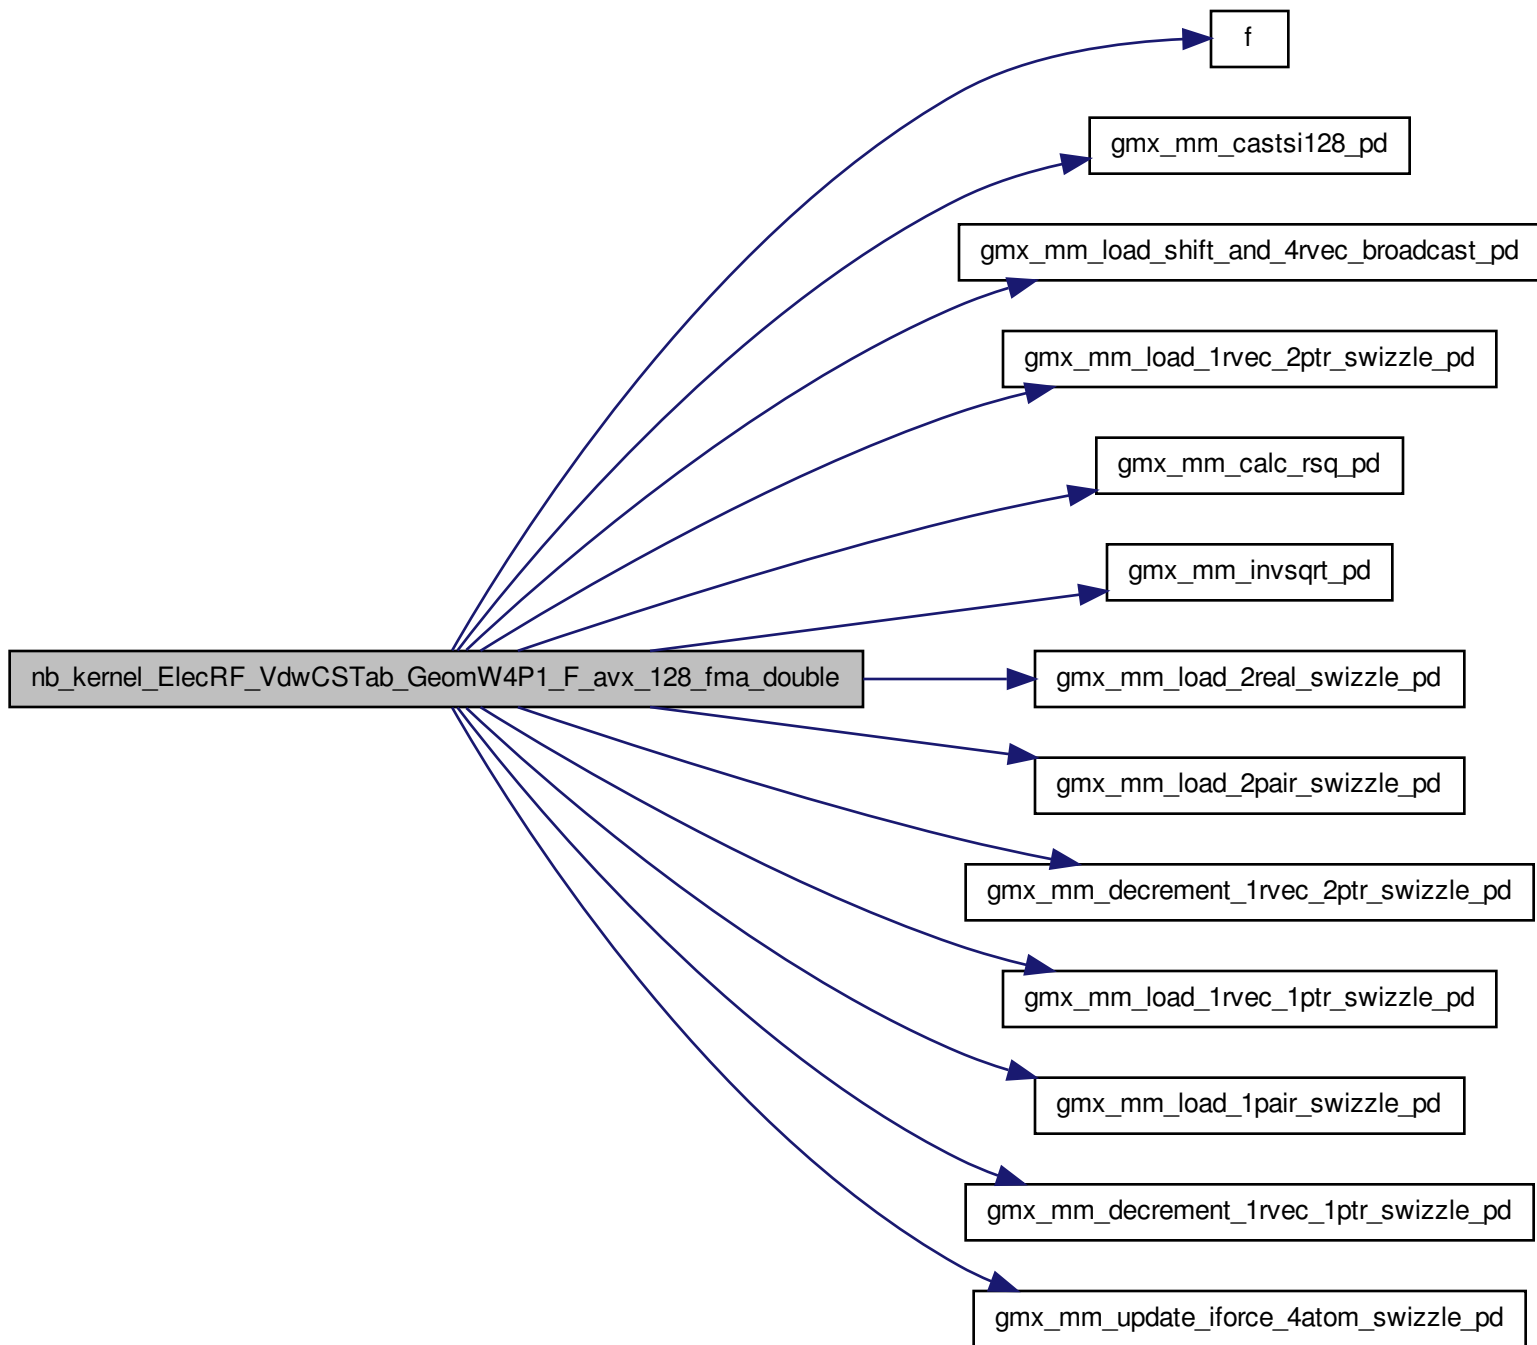 f
gmx_mm_castsi128_pd
gmx_mm_load_shift_and_4rvec_broadcast_pd
gmx_mm_load_1rvec_2ptr_swizzle_pd
gmx_mm_calc_rsq_pd
gmx_mm_invsqrt_pd
nb_kernel_ElecRF_VdwCSTab_GeomW4P1_F_avx_128_fma_double
gmx_mm_load_2real_swizzle_pd
gmx_mm_load_2pair_swizzle_pd
gmx_mm_decrement_1rvec_2ptr_swizzle_pd
gmx_mm_load_1rvec_1ptr_swizzle_pd
gmx_mm_load_1pair_swizzle_pd
gmx_mm_decrement_1rvec_1ptr_swizzle_pd
gmx_mm_update_iforce_4atom_swizzle_pd